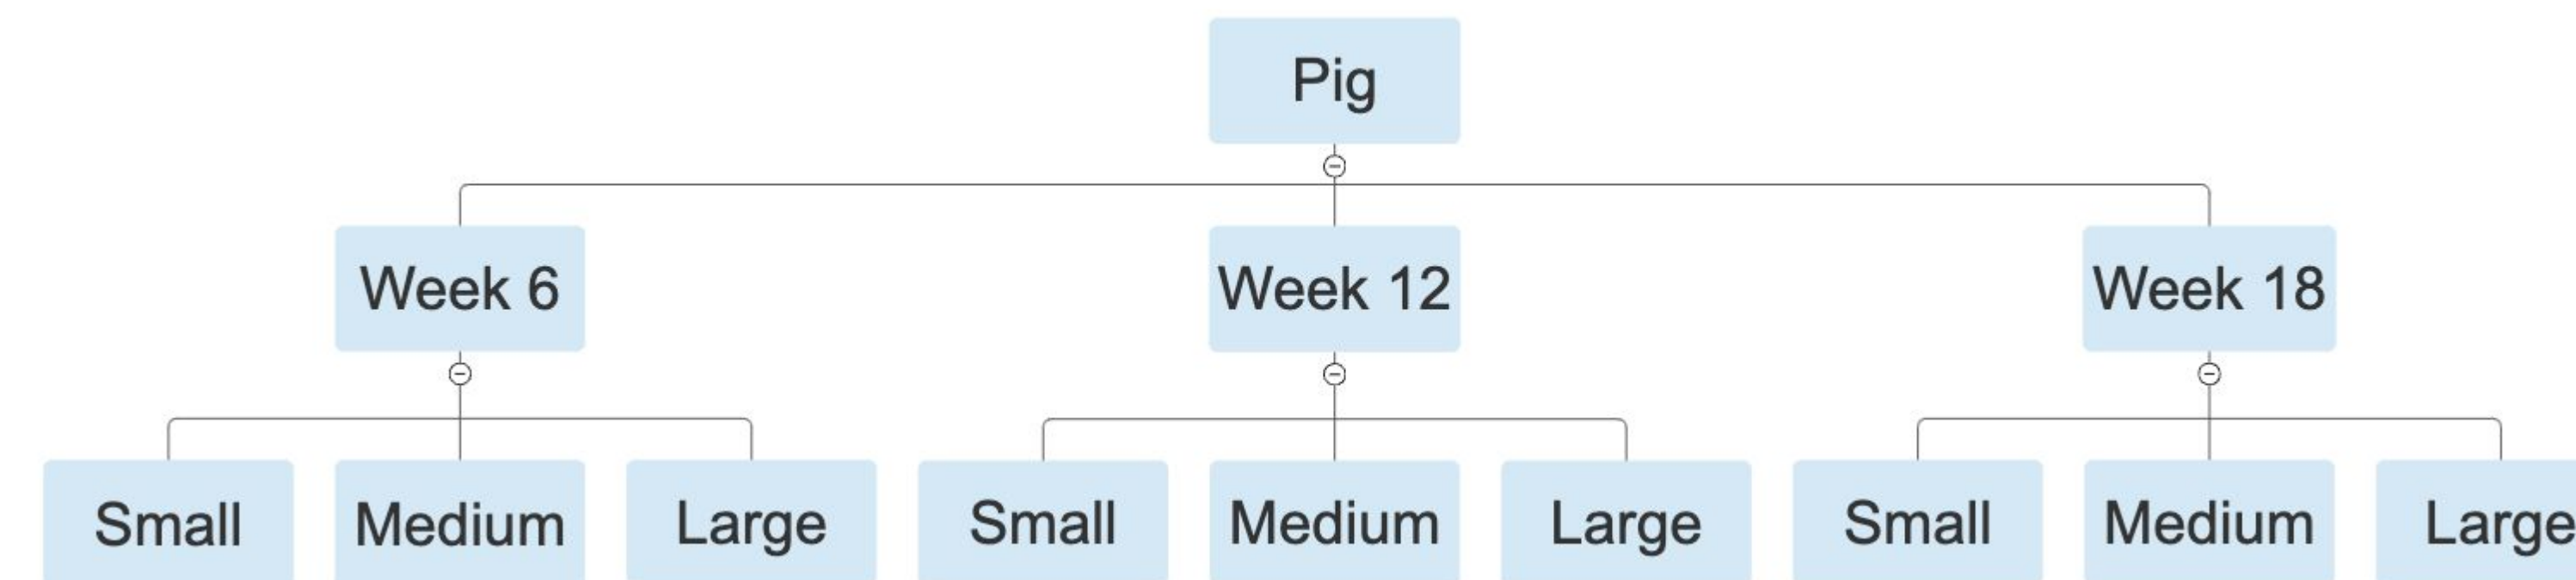 Pig
Week 6 Week 12 Week 18
Small Medium Large Small Medium Large Small Medium Large